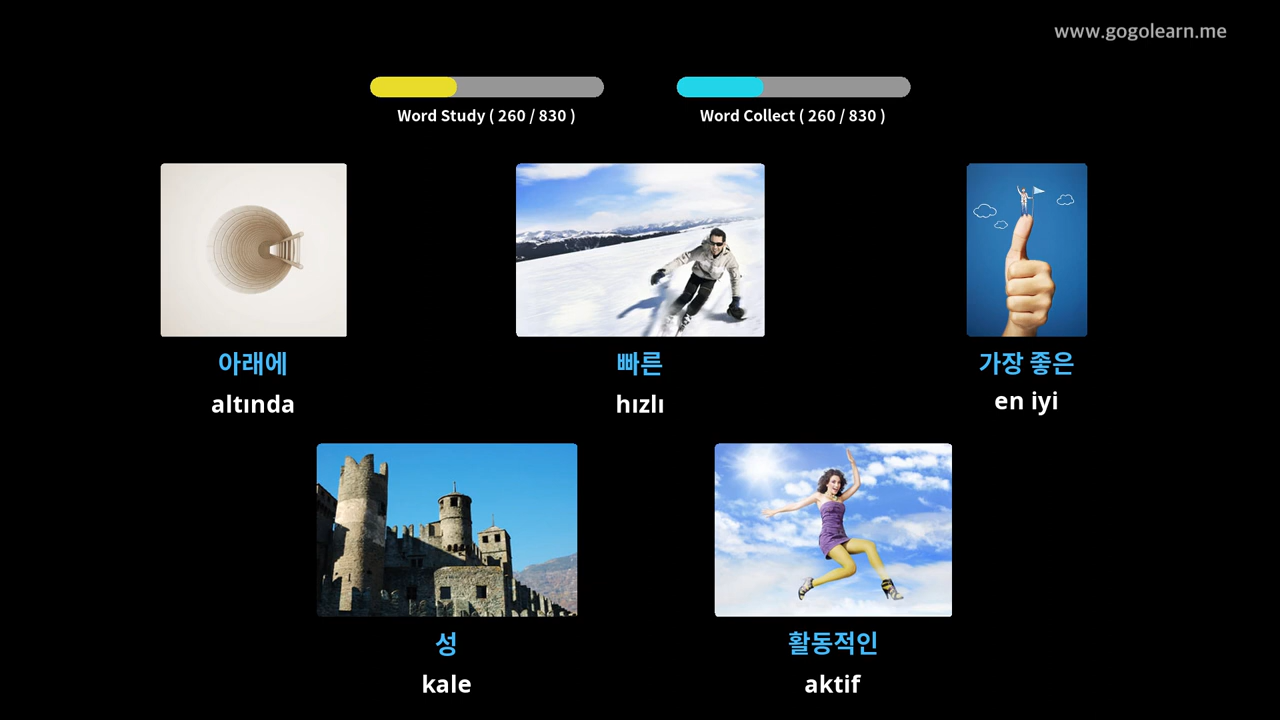 www.gogolearn.me
Word Study ( 260 / 830 )
Word Collect ( 260 / 830 )
아래에
altında
빠른
hızlı
가장 좋은
en iyi
성
kale
활동적인
aktif